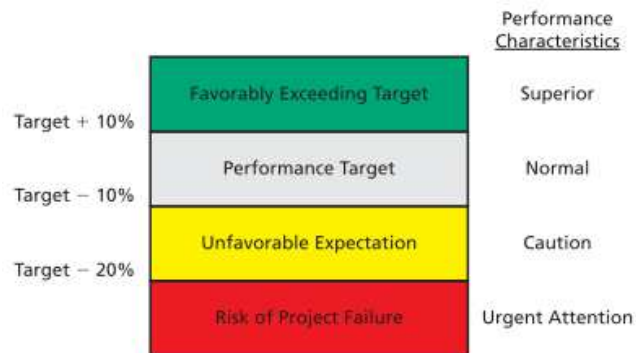 Performance
Characteristics
Favorably Exceeding Target
Superior
Target + 10%
Performance Target
Normal
Target − 10%
Unfavorable Expectation
Caution
Target − 20%
Risk of Project Failure
Urgent Attention